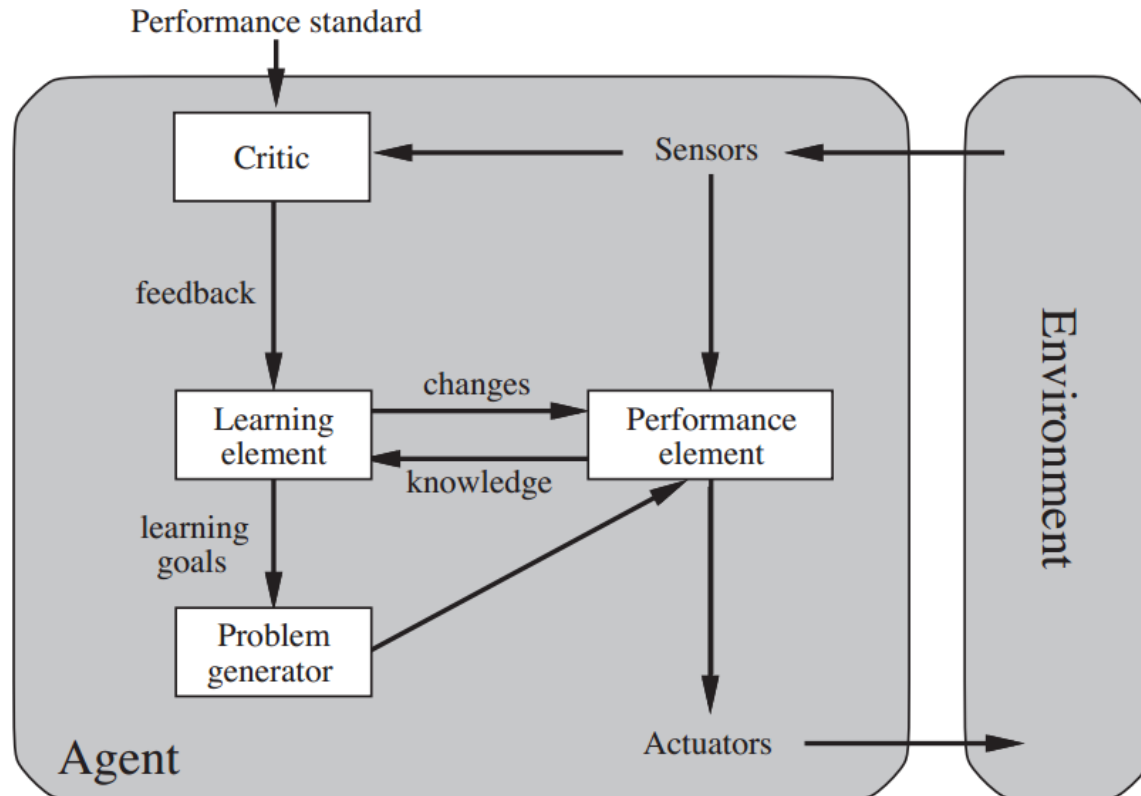 Performance standard
Critic
Sensors
feedback
changes
Learning
element
Performance
element
knowledge
learning
goals
Problem
generator
Actuators
Agent
Environment